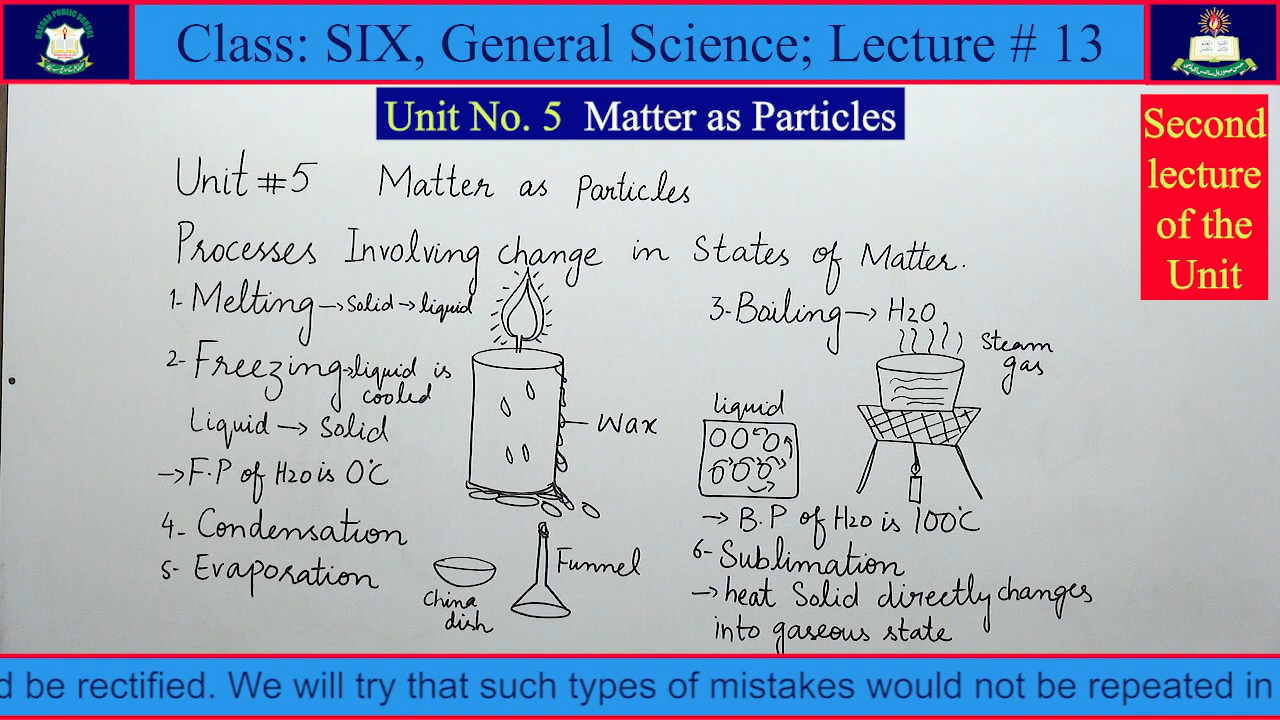 Class: SIX, General Science; Lecture # 13
Unit No. 5 Matter as Particles
Second
lecture
of the
Unit
Unit #5 Matter as Particles
Processes Involving change in States of Matter.
1- Melting → Solid → liquid
2- Freezing → liquid is
cooled
Liquid → Solid
→ F.P of H2O is 0°C
4- Condensation
5- Evaporation
Wax
China
dish
Funnel
3- Boiling → H2O
Steam
gas
liquid
→ B.P of H2O is 100°C
6- Sublimation
→ heat Solid directly changes
into gaseous state
d be rectified. We will try that such types of mistakes would not be repeated in